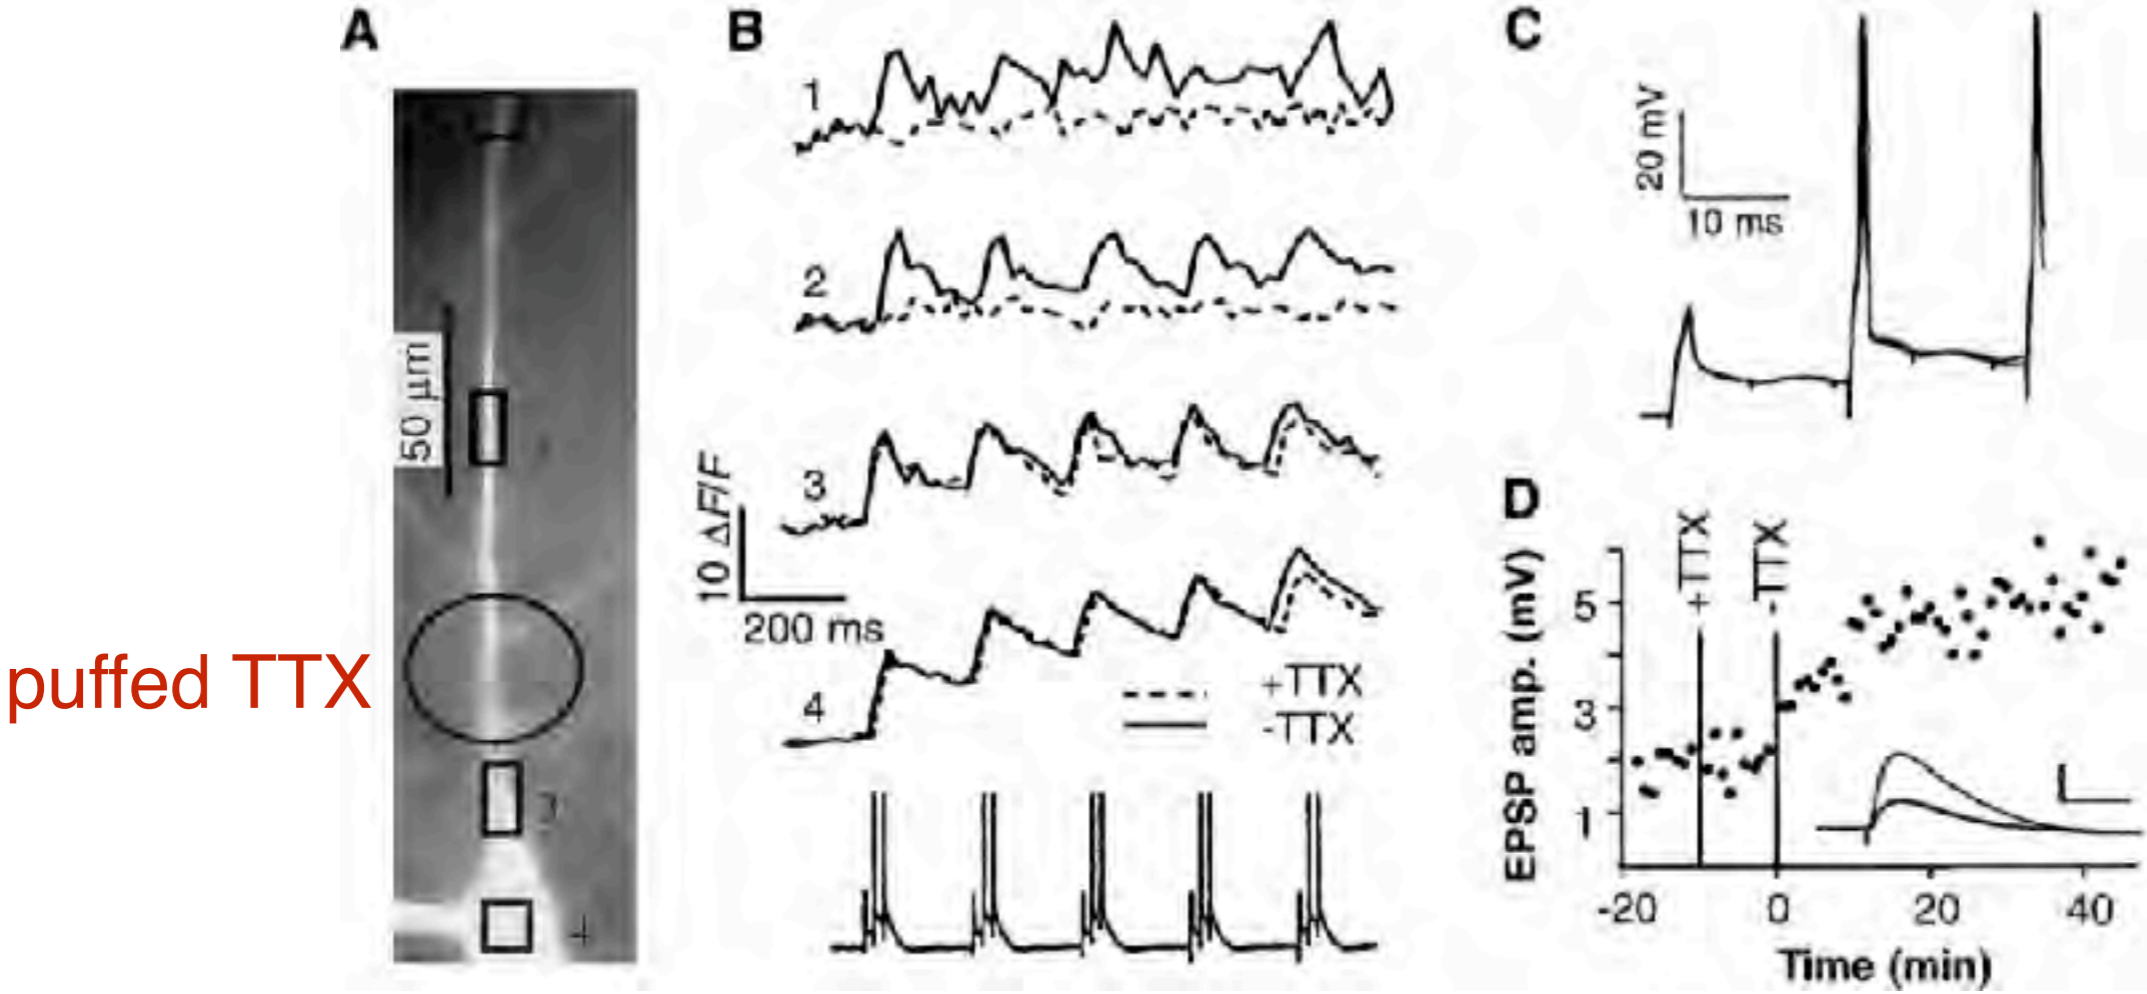 A
50 µm
3
4
puffed TTX
B
1
2
3
4
10 ΔF/F
200 ms
+TTX
-TTX
C
20 mV
10 ms
D
+TTX
-TTX
EPSP amp. (mV)
5
3
1
-20 0 20 40
Time (min)